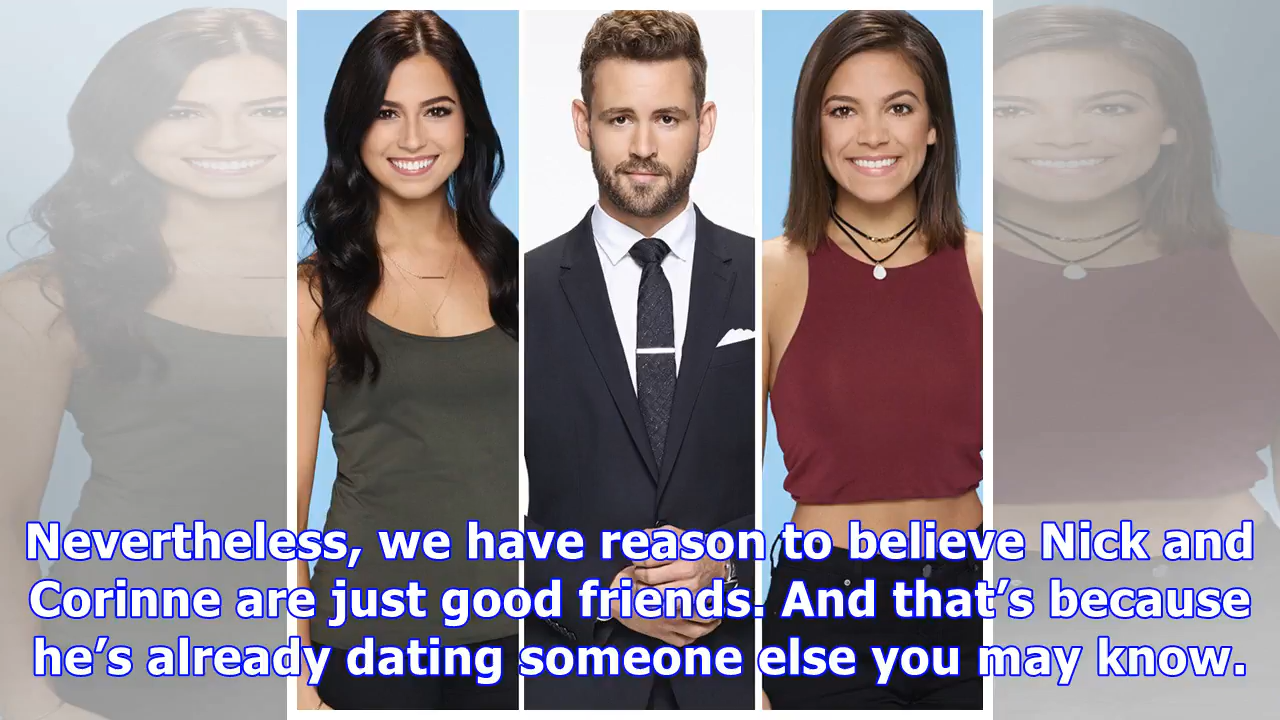 Nevertheless, we have reason to believe Nick and
Corinne are just good friends. And that’s because
he’s already dating someone else you may know.